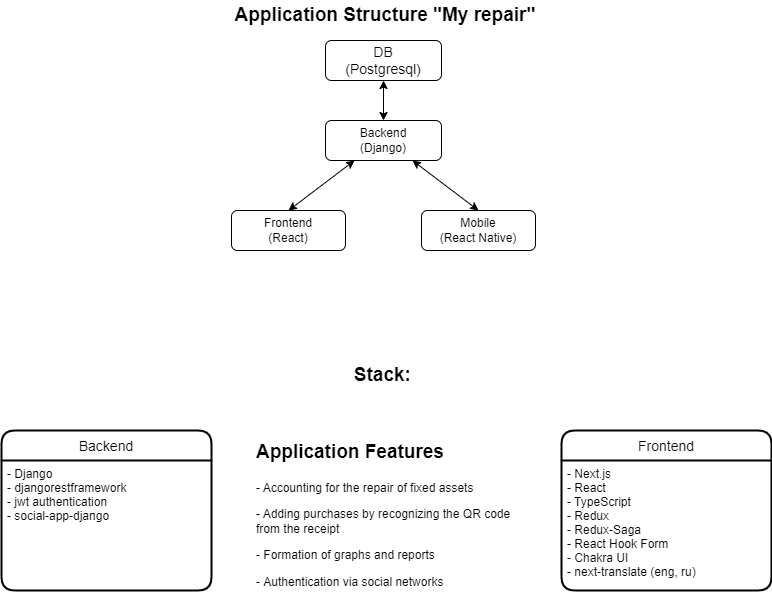 Application Structure "My repair"
DB
(Postgresql)
Backend
(Django)
Frontend
(React)
Mobile
(React Native)
Stack:
Backend
- Django
- djangorestframework
- jwt authentication
- social-app-django
Application Features
- Accounting for the repair of fixed assets
- Adding purchases by recognizing the QR code
from the receipt
- Formation of graphs and reports
- Authentication via social networks
Frontend
- Next.js
- React
- TypeScript
- Redux
- Redux-Saga
- React Hook Form
- Chakra UI
- next-translate (eng, ru)